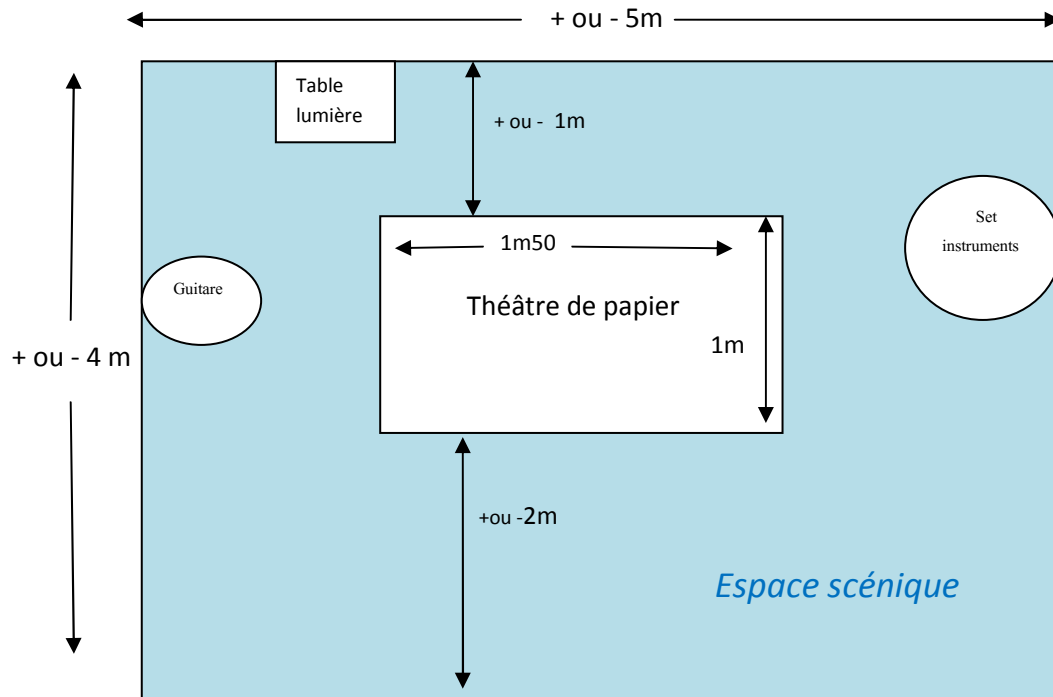 + ou - 5m
Table
lumière
+ ou -  1m
Set
instruments
1m50
Guitare
Théâtre de papier
1m
+ ou - 4 m
+ou -2m
Espace scénique